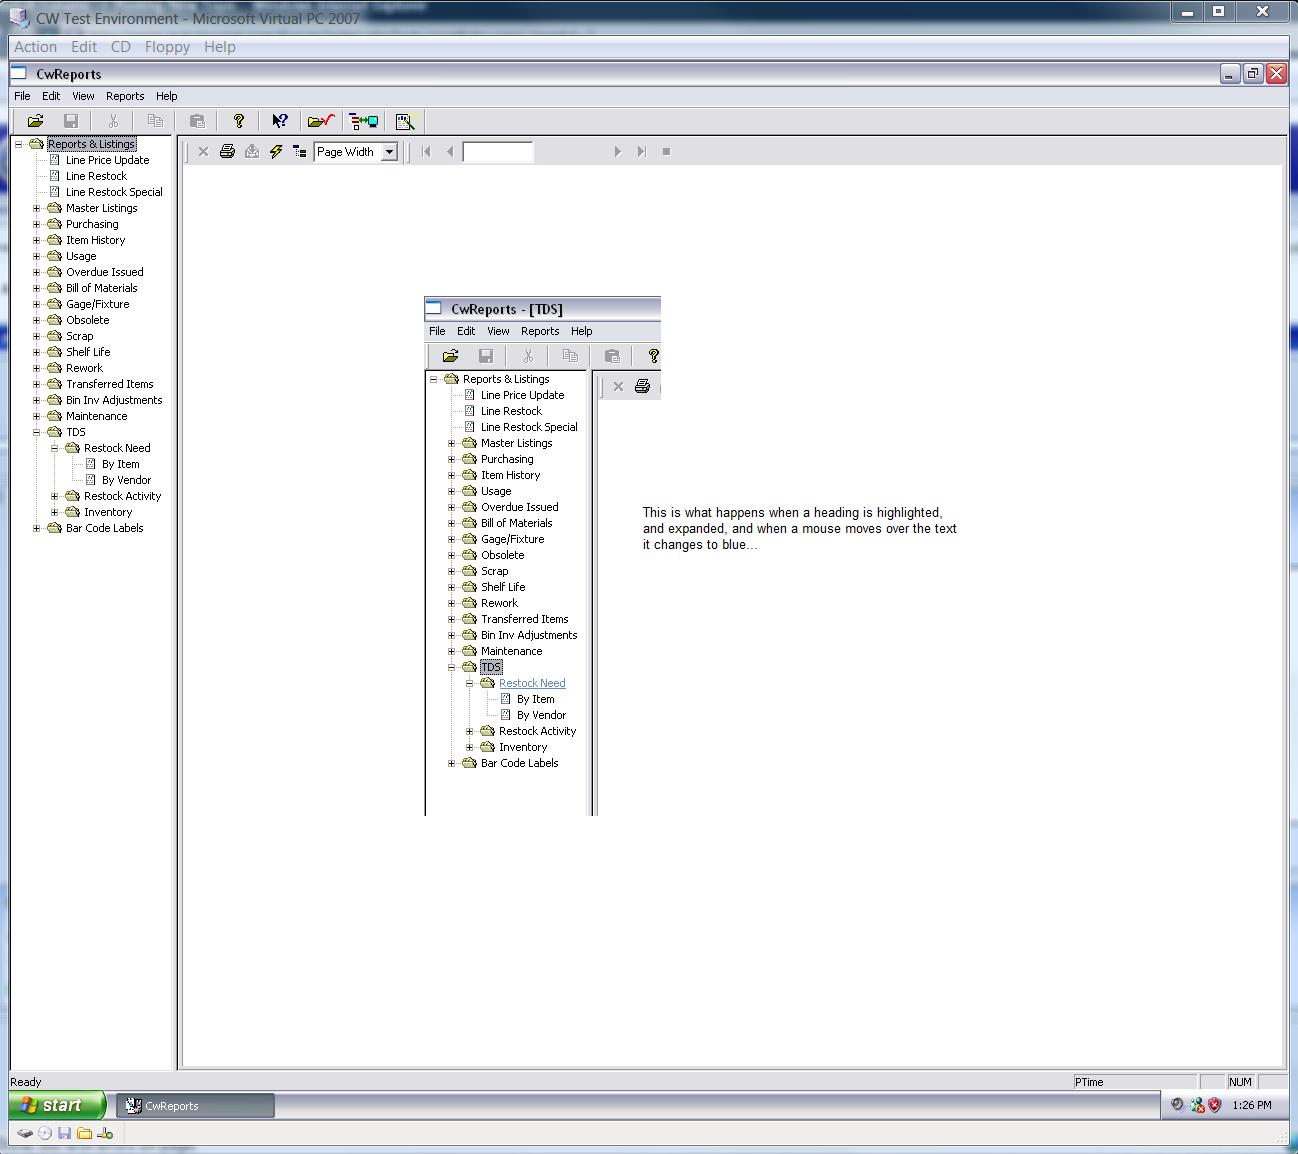 CW Test Environment - Microsoft Virtual PC 2007
Action Edit CD Floppy Help
CwReports
File Edit View Reports Help
Page Width
Reports & Listings
Line Price Update
Line Restock
Line Restock Special
Master Listings
Purchasing
Item History
Usage
Overdue Issued
Bill of Materials
Gage/Fixture
Obsolete
Scrap
Shelf Life
Rework
Transferred Items
Bin Inv Adjustments
Maintenance
TDS
Restock Need
By Item
By Vendor
Restock Activity
Inventory
Bar Code Labels
CwReports - [TDS]
File Edit View Reports Help
Reports & Listings
Line Price Update
Line Restock
Line Restock Special
Master Listings
Purchasing
Item History
Usage
Overdue Issued
Bill of Materials
Gage/Fixture
Obsolete
Scrap
Shelf Life
Rework
Transferred Items
Bin Inv Adjustments
Maintenance
TDS
Restock Need
By Item
By Vendor
Restock Activity
Inventory
Bar Code Labels
This is what happens when a heading is highlighted,
and expanded, and when a mouse moves over the text
it changes to blue...
Ready
PTime
NUM
start
CwReports
1:26 PM